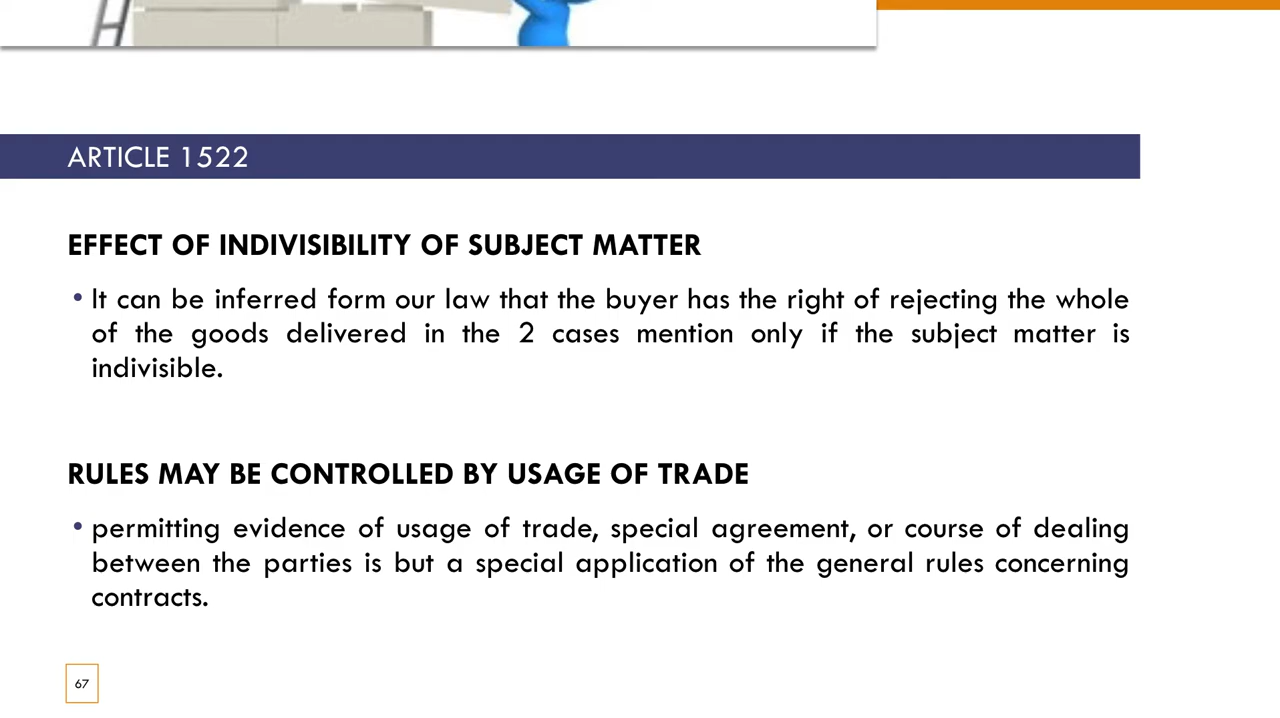 ARTICLE 1522
EFFECT OF INDIVISIBILITY OF SUBJECT MATTER
• It can be inferred form our law that the buyer has the right of rejecting the whole
of the goods delivered in the 2 cases mention only if the subject matter is
indivisible.
RULES MAY BE CONTROLLED BY USAGE OF TRADE
• permitting evidence of usage of trade, special agreement, or course of dealing
between the parties is but a special application of the general rules concerning
contracts.
67